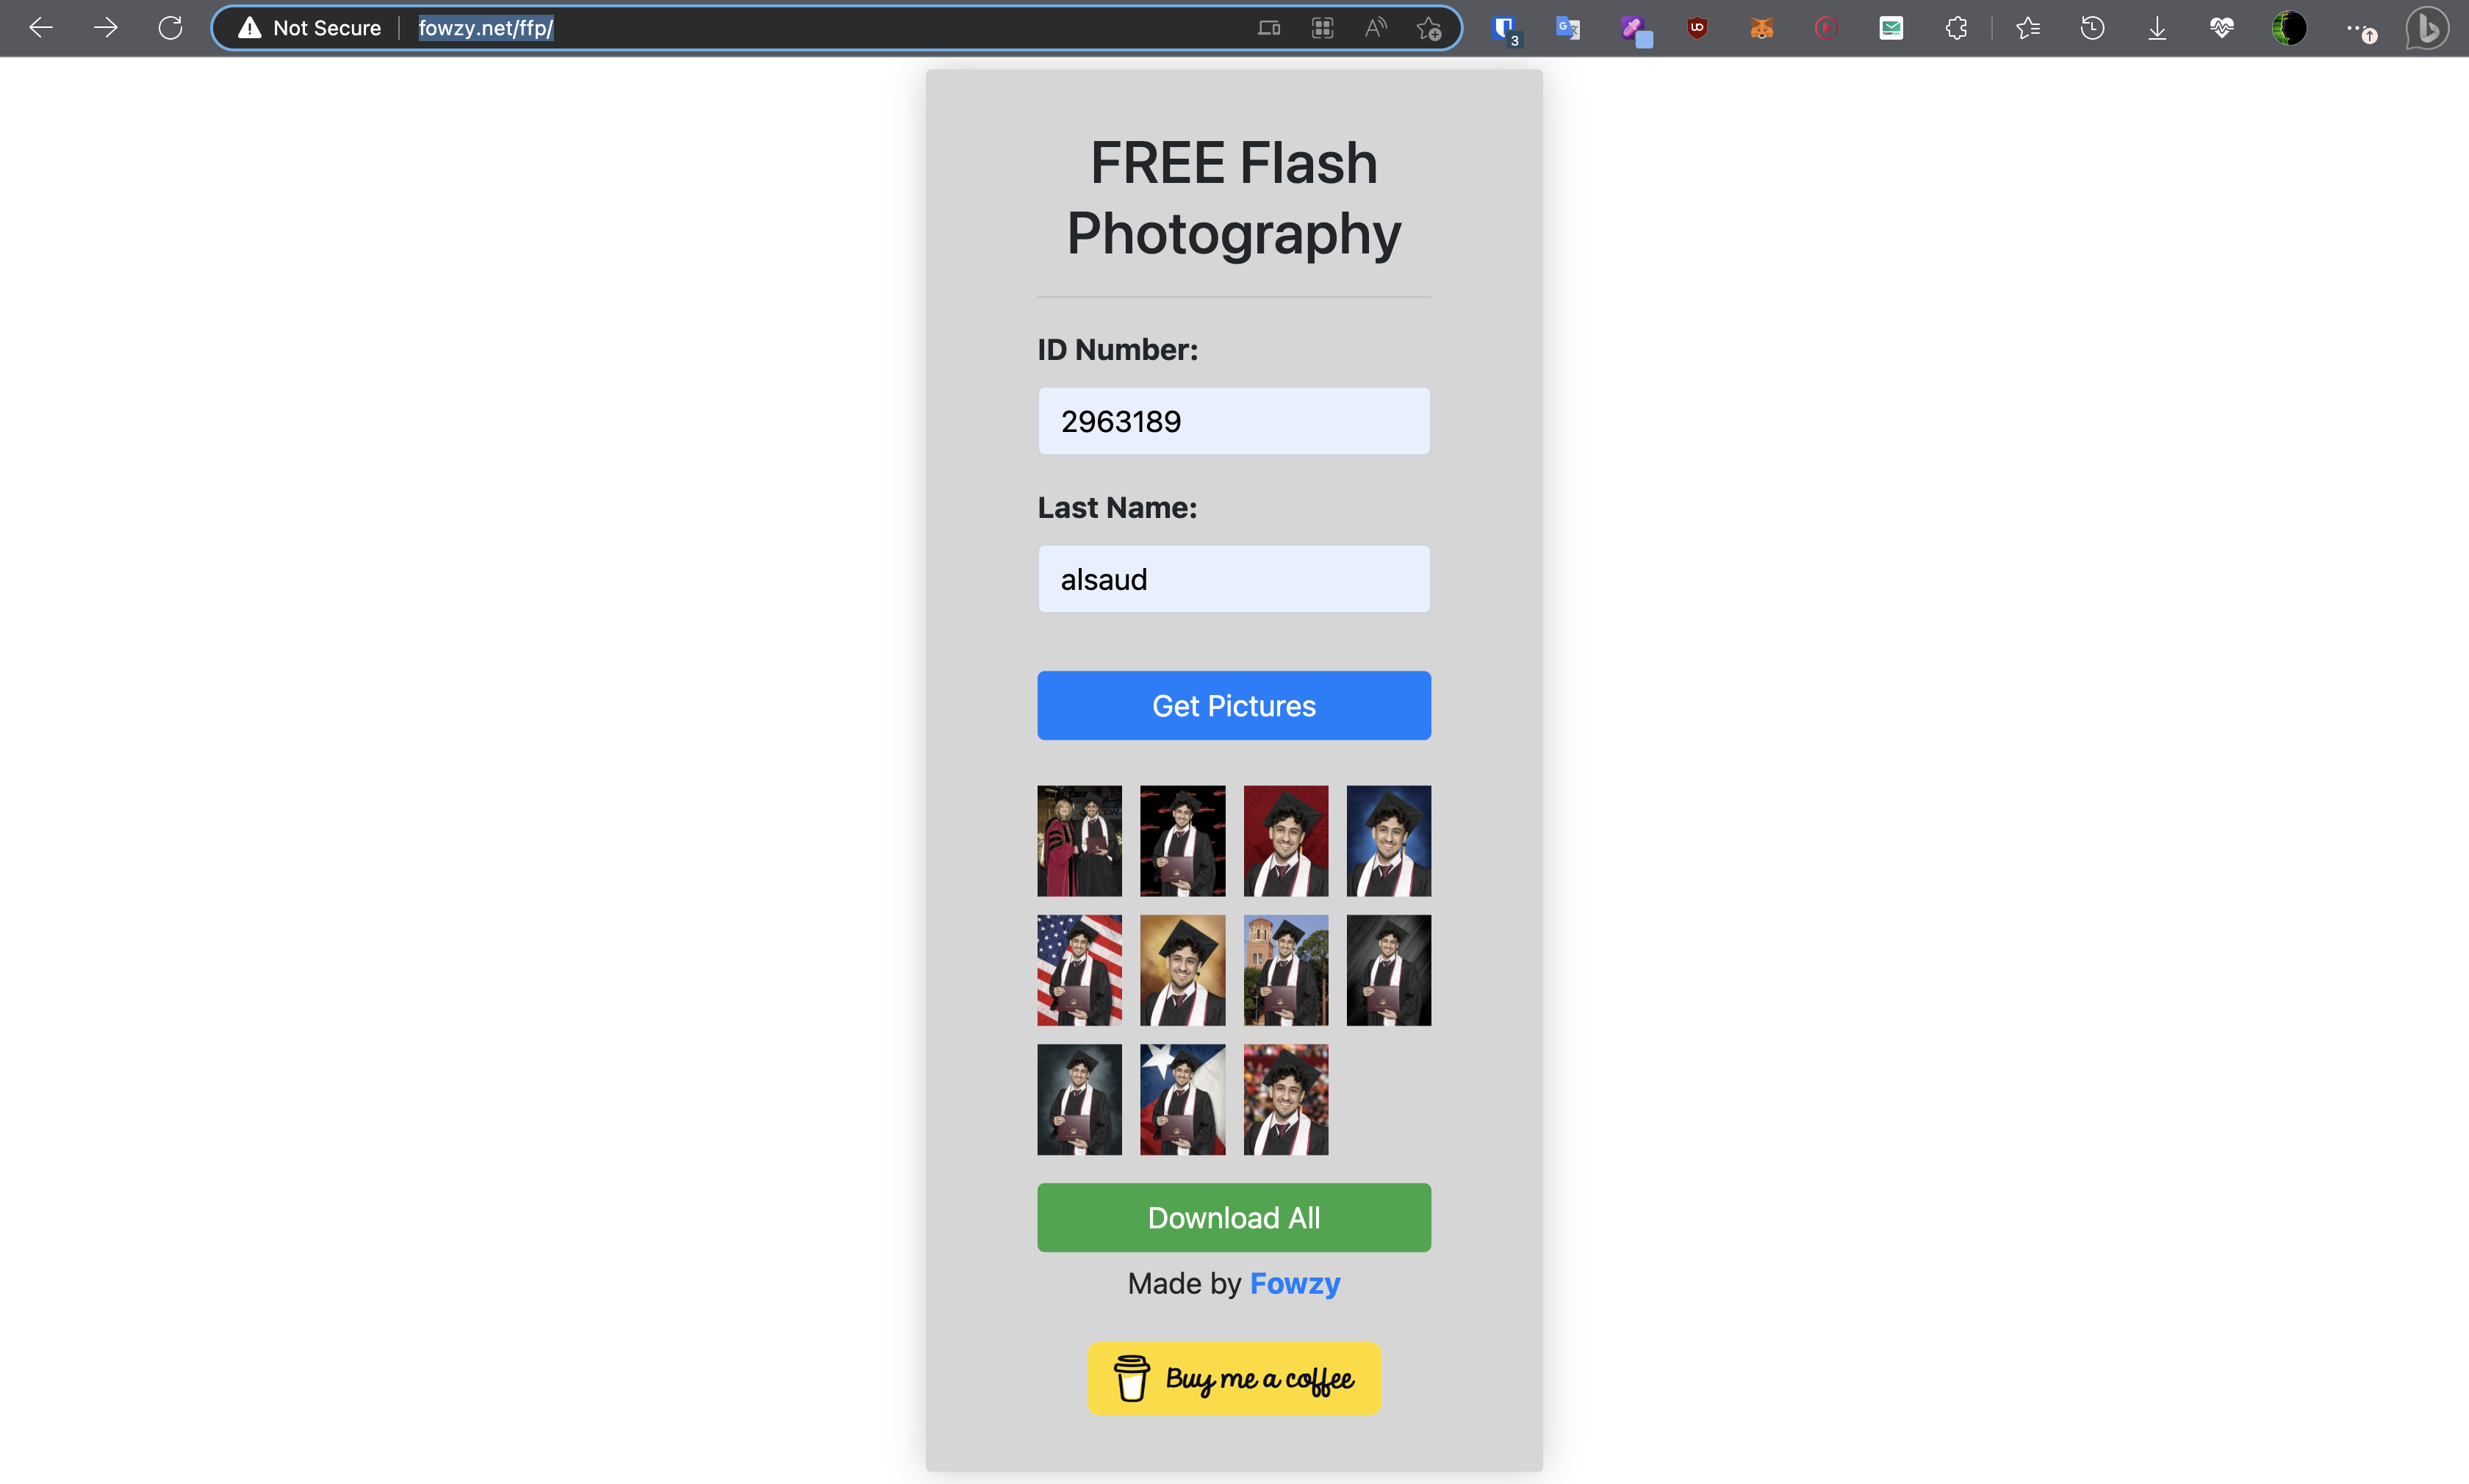 Not Secure
fowzy.net/ffp/
3
FREE Flash
Photography
ID Number:
2963189
Last Name:
alsaud
Get Pictures
Download All
Made by Fowzy
Buy me a coffee